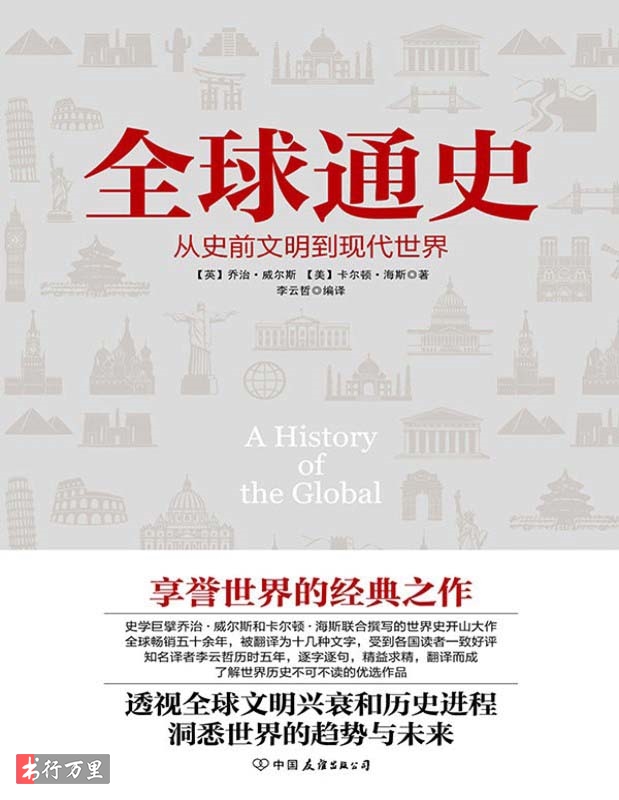 全球通史
从史前文明到现代世界
【英】乔治·威尔斯 【美】卡尔顿·海斯◎著
李云哲◎编译
A History
of
the Global
享誉世界的经典之作
史学巨擘乔治·威尔斯和卡尔顿·海斯联合撰写的世界史开山大作
全球畅销五十余年，被翻译为十几种文字，受到各国读者一致好评
知名译者李云哲历时五年，逐字逐句，精益求精，翻译而成
了解世界历史不可不读的优选作品
透视全球文明兴衰和历史进程
洞悉世界的趋势与未来
中国友谊出版公司
书行万里